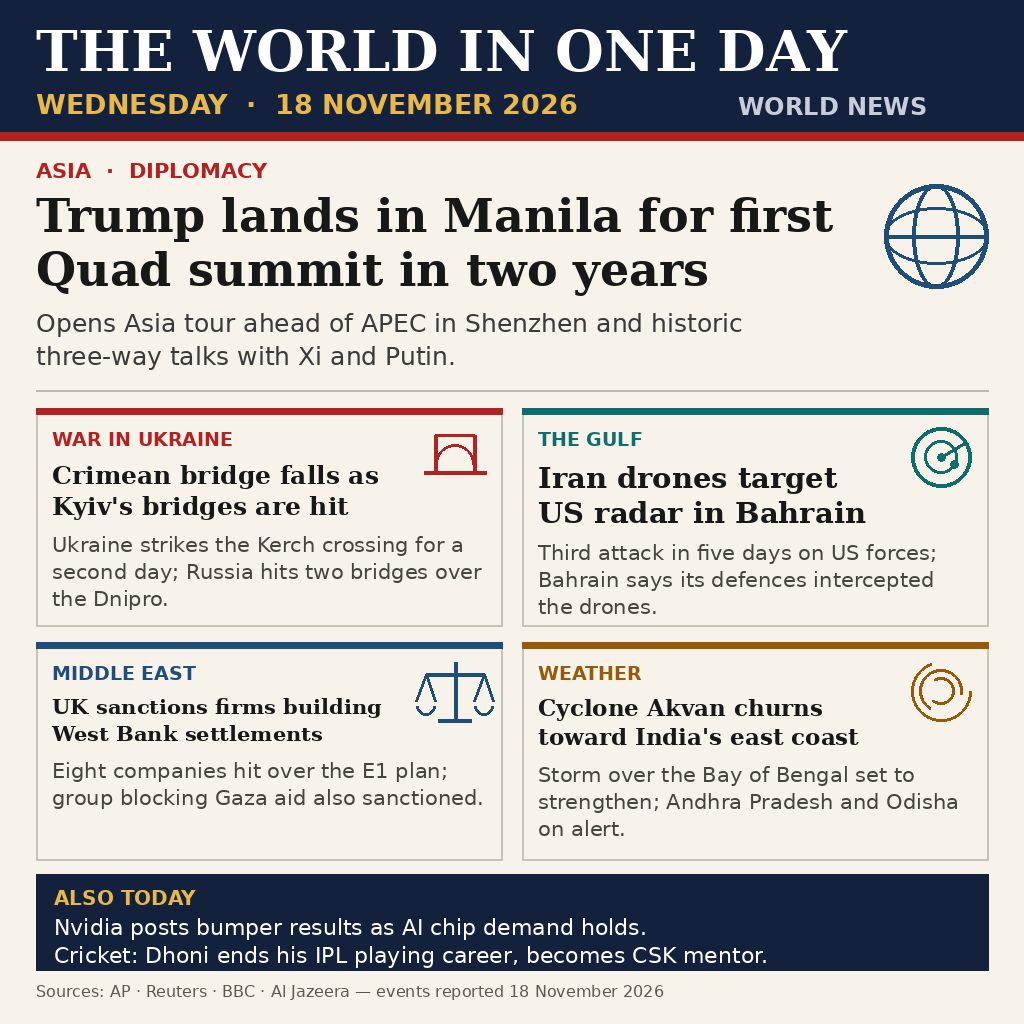 THE WORLD IN ONE DAY
WEDNESDAY · 18 NOVEMBER 2026
WORLD NEWS
ASIA · DIPLOMACY
Trump lands in Manila for first
Quad summit in two years
Opens Asia tour ahead of APEC in Shenzhen and historic
three-way talks with Xi and Putin.
WAR IN UKRAINE
Crimean bridge falls as
Kyiv's bridges are hit
Ukraine strikes the Kerch crossing for a
second day; Russia hits two bridges over
the Dnipro.
THE GULF
Iran drones target
US radar in Bahrain
Third attack in five days on US forces;
Bahrain says its defences intercepted
the drones.
MIDDLE EAST
UK sanctions firms building
West Bank settlements
Eight companies hit over the E1 plan;
group blocking Gaza aid also sanctioned.
WEATHER
Cyclone Akvan churns
toward India's east coast
Storm over the Bay of Bengal set to
strengthen; Andhra Pradesh and Odisha
on alert.
ALSO TODAY
Nvidia posts bumper results as AI chip demand holds.
Cricket: Dhoni ends his IPL playing career, becomes CSK mentor.
Sources: AP · Reuters · BBC · Al Jazeera — events reported 18 November 2026